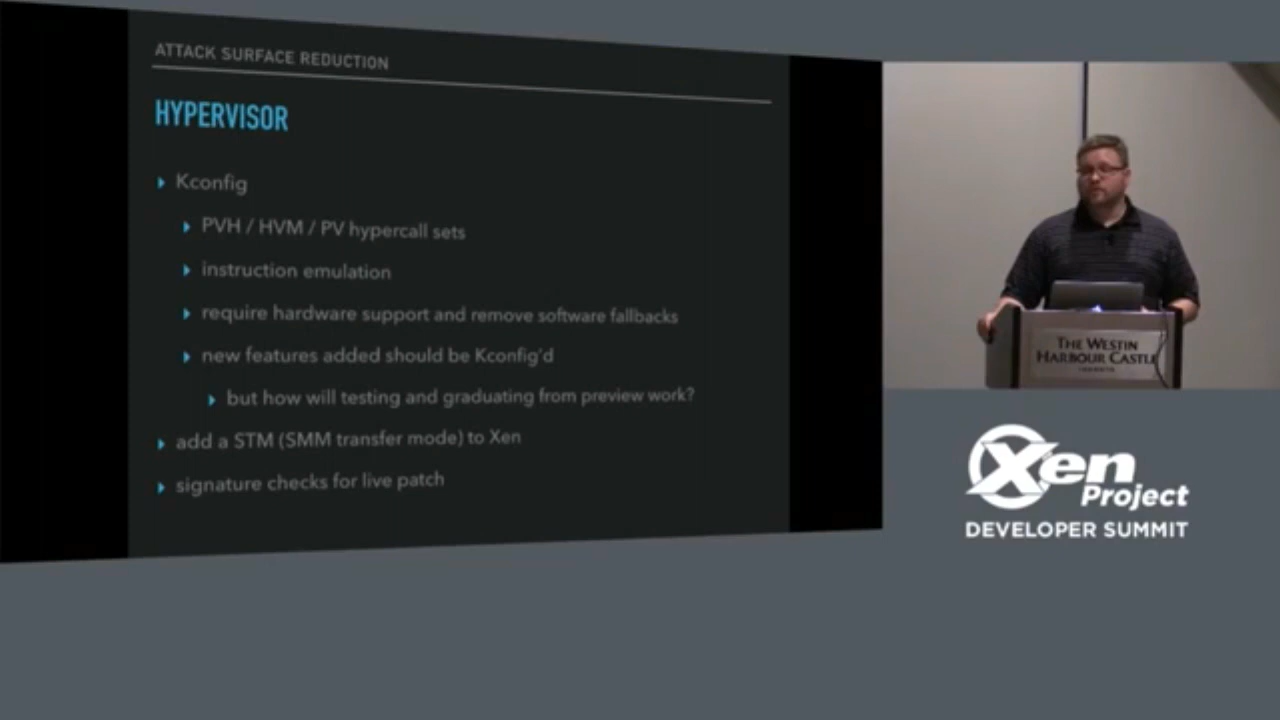 ATTACK SURFACE REDUCTION
HYPERVISOR
Kconfig
PVH / HVM / PV hypercall sets
instruction emulation
require hardware support and remove software fallbacks
new features added should be Kconfig'd
but how will testing and graduating from preview work?
add a STM (SMM transfer mode) to Xen
signature checks for live patch
THE WESTIN
HARBOUR CASTLE
Xen
Project
DEVELOPER SUMMIT